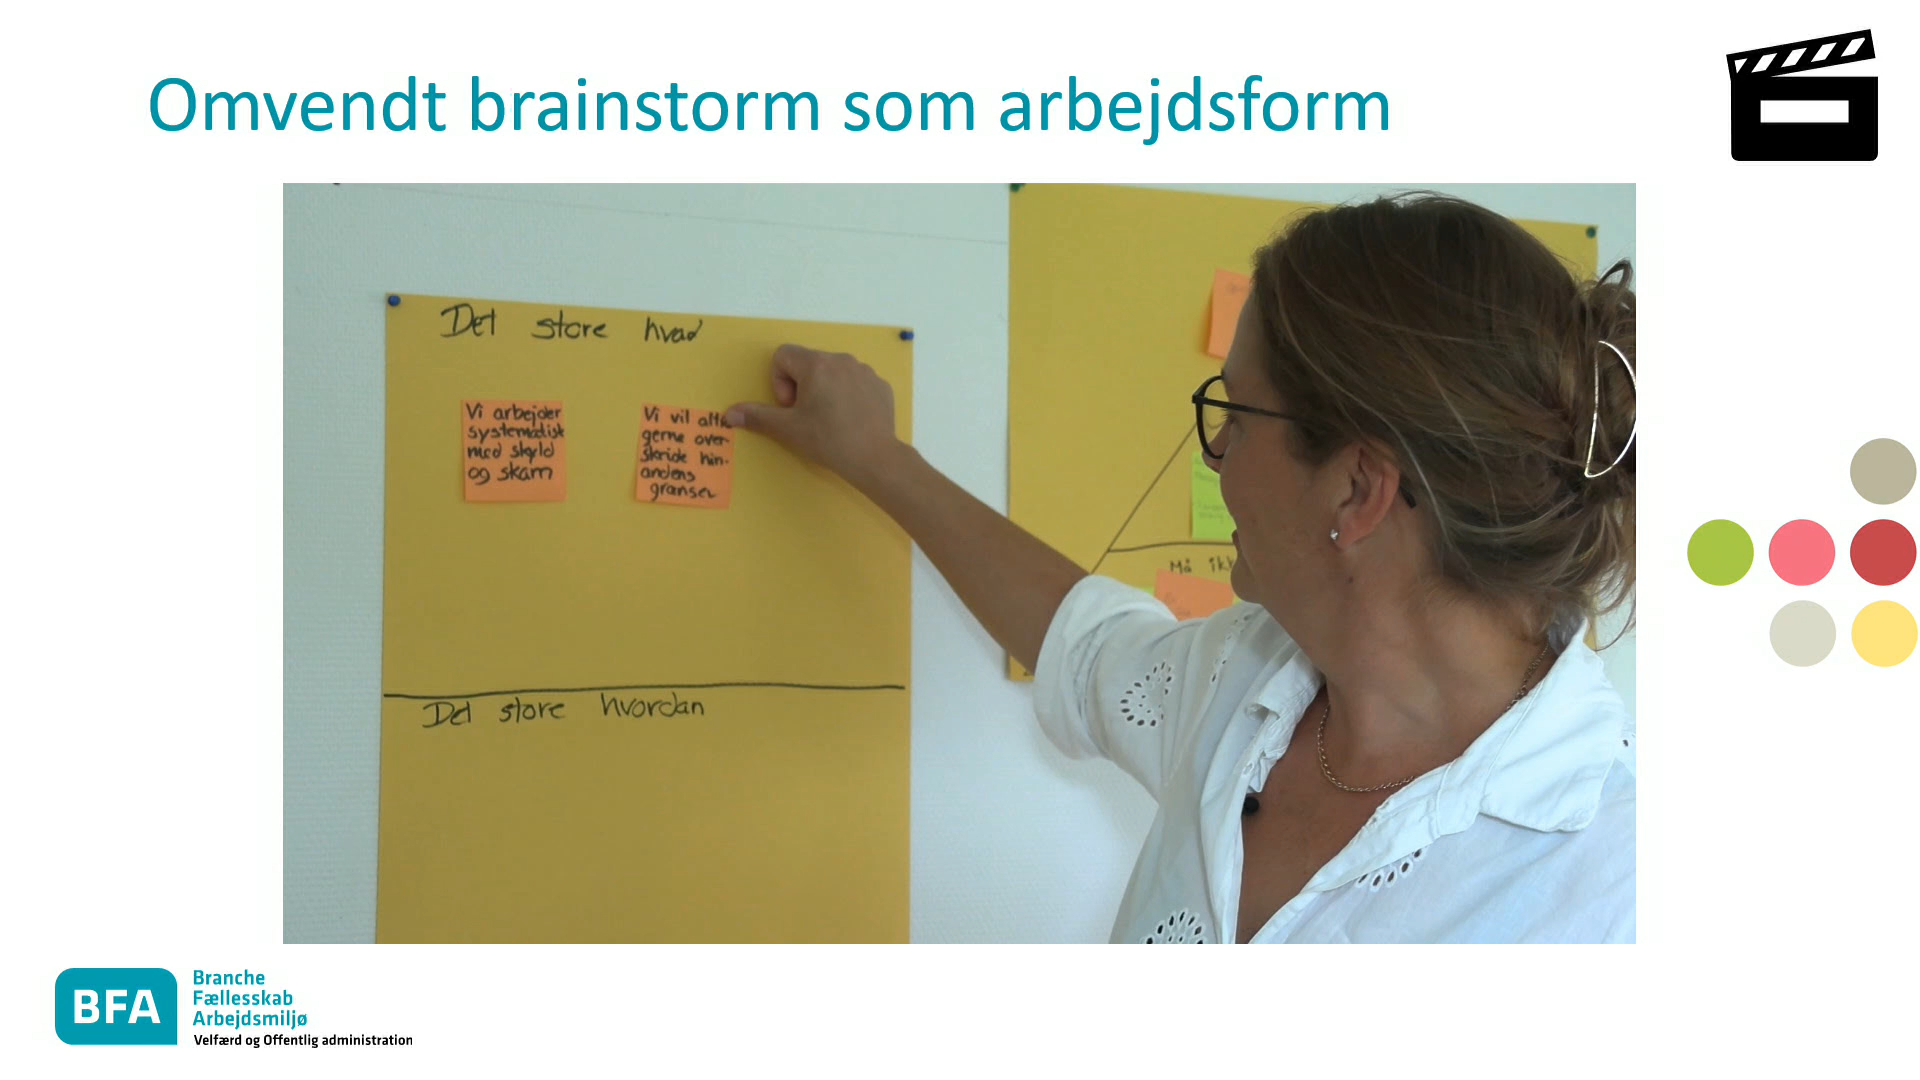 Omvendt brainstorm som arbejdsform
Det store hvad
Vi arbejder
systematisk
med skyld
og skam
Vi vil
gerne over-
skride hin-
andens
grænser
Må
Det store hvordan
BFA
Branche
Fællesskab
Arbejdsmiljø
Velfærd og Offentlig administration